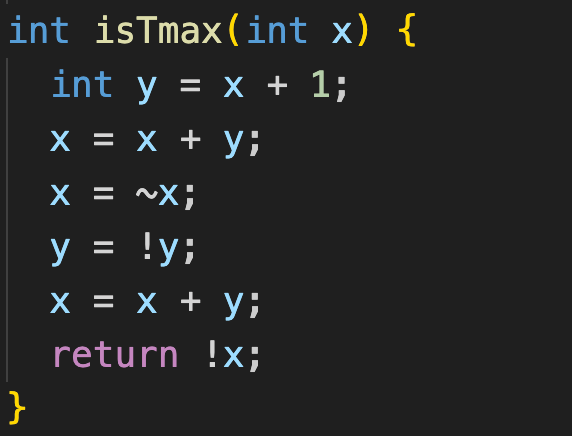 int isTmax(int x) {
  int y = x + 1;
  x = x + y;
  x = ~x;
  y = !y;
  x = x + y;
  return !x;
}